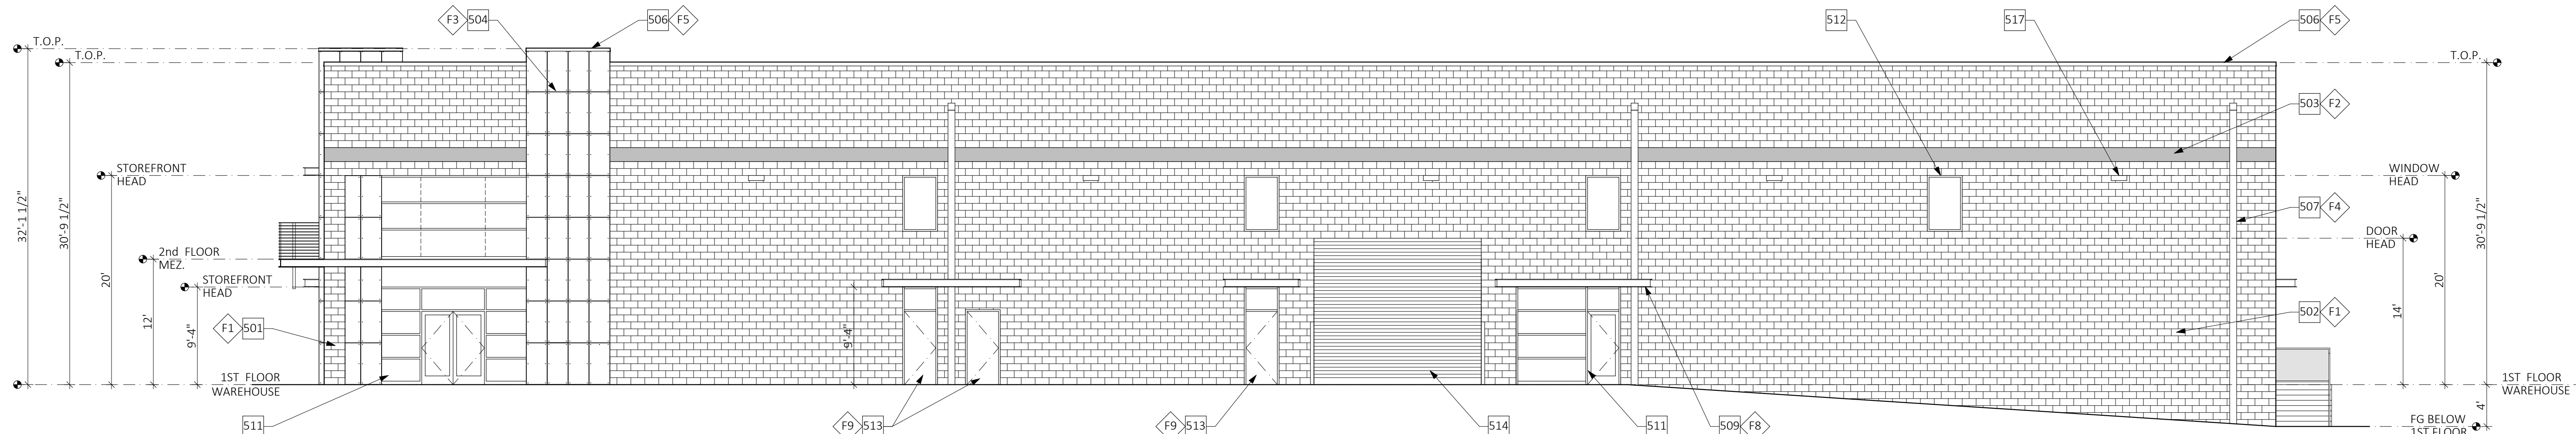 F3 504
506 F5
512
517
506 F5
T.O.P.
T.O.P.
T.O.P.
503 F2
STOREFRONT
HEAD
WINDOW
HEAD
32'-1 1/2"
30'-9 1/2"
20'
12'
9'-4"
507 F4
30'-9 1/2"
20'
14'
4'
DOOR
HEAD
2nd FLOOR
MEZ.
STOREFRONT
HEAD
F1 501
9'-4"
502 F1
1ST FLOOR
WAREHOUSE
1ST FLOOR
WAREHOUSE
511
F9 513
F9 513
514
511
509 F8
FG BELOW
1ST FLOOR